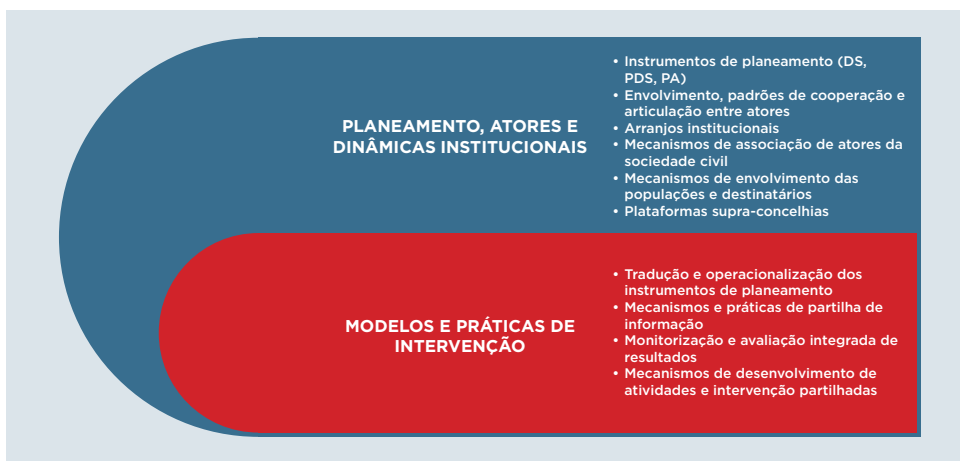 PLANEAMENTO, ATORES E
DINÂMICAS INSTITUCIONAIS
• Instrumentos de planeamento (DS,
PDS, PA)
• Envolvimento, padrões de cooperação e
articulação entre atores
• Arranjos institucionais
• Mecanismos de associação de atores da
sociedade civil
• Mecanismos de envolvimento das
populações e destinatários
• Plataformas supra-concelhias
MODELOS E PRÁTICAS DE
INTERVENÇÃO
• Tradução e operacionalização dos
instrumentos de planeamento
• Mecanismos e práticas de partilha de
informação
• Monitorização e avaliação integrada de
resultados
• Mecanismos de desenvolvimento de
atividades e intervenção partilhadas